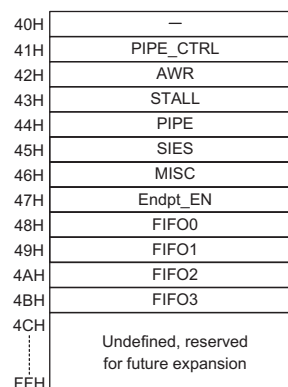 40H —
41H PIPE_CTRL
42H AWR
43H STALL
44H PIPE
45H SIES
46H MISC
47H Endpt_EN
48H FIFO0
49H FIFO1
4AH FIFO2
4BH FIFO3
4CH
Undefined, reserved
for future expansion
FFH